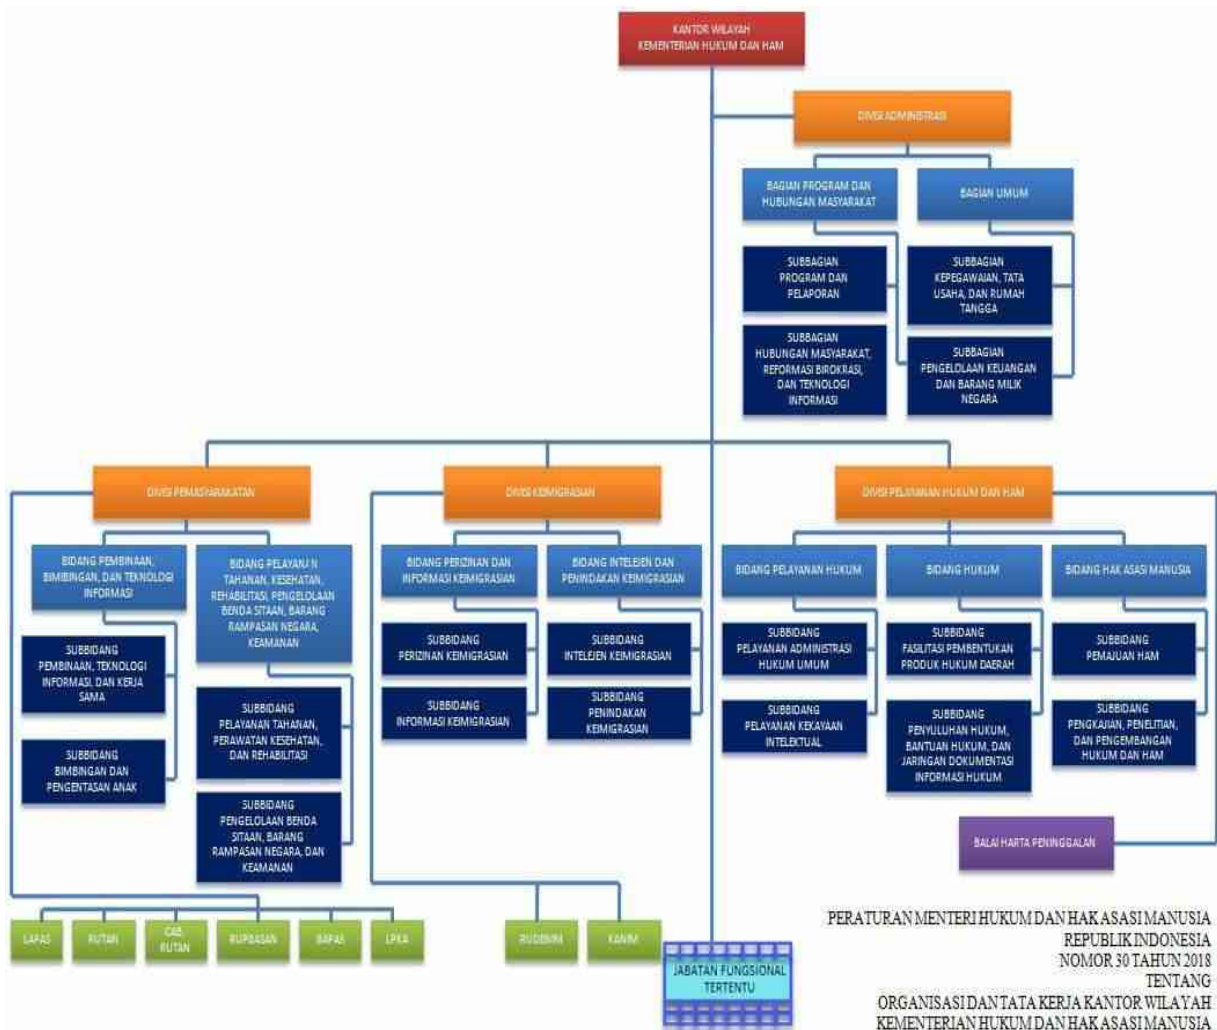 KANTOR WILAYAH
KEMENTERIAN HUKUM DAN HAM
DIVISI ADMINISTRASI
BAGIAN PROGRAM DAN
HUBUNGAN MASYARAKAT
BAGIAN UMUM
SUBBAGIAN
PROGRAM DAN
PELAPORAN
SUBBAGIAN
KEPEGAWAIAN, TATA
USAHA, DAN RUMAH
TANGGA
SUBBAGIAN
HUBUNGAN MASYARAKAT,
REFORMASI BIROKRASI,
DAN TEKNOLOGI
INFORMASI
SUBBAGIAN
PENGELOLAAN KEUANGAN
DAN BARANG MILIK
NEGARA
DIVISI PEMASYARAKATAN
DIVISI KEIMIGRASIAN
DIVISI PELAYANAN HUKUM DAN HAM
BIDANG PEMBINAAN,
BIMBINGAN, DAN TEKNOLOGI
INFORMASI
BIDANG PELAYANAN
TAHANAN, KESEHATAN,
REHABILITASI, PENGELOLAAN
BENDA SITAAN, BARANG
RAMPASAN NEGARA,
KEAMANAN
BIDANG PERIZINAN DAN
INFORMASI KEIMIGRASIAN
BIDANG INTELEJEN DAN
PENINDAKAN KEIMIGRASIAN
BIDANG PELAYANAN HUKUM
BIDANG HUKUM
BIDANG HAK ASASI MANUSIA
SUBBIDANG
PEMBINAAN, TEKNOLOGI
INFORMASI, DAN KERJA
SAMA
SUBBIDANG
BIMBINGAN DAN
PENGENTASAN ANAK
SUBBIDANG
PELAYANAN TAHANAN,
PERAWATAN KESEHATAN,
DAN REHABILITASI
SUBBIDANG
PENGELOLAAN BENDA
SITAAN, BARANG
RAMPASAN NEGARA, DAN
KEAMANAN
SUBBIDANG
PERIZINAN KEIMIGRASIAN
SUBBIDANG
INFORMASI KEIMIGRASIAN
SUBBIDANG
INTELEJEN KEIMIGRASIAN
SUBBIDANG
PENINDAKAN
KEIMIGRASIAN
SUBBIDANG
PELAYANAN ADMINISTRASI
HUKUM UMUM
SUBBIDANG
PELAYANAN KEKAYAAN
INTELEKTUAL
SUBBIDANG
FASILITASI PEMBENTUKAN
PRODUK HUKUM DAERAH
SUBBIDANG
PENYULUHAN HUKUM,
BANTUAN HUKUM, DAN
JARINGAN DOKUMENTASI
INFORMASI HUKUM
SUBBIDANG
PEMAJUAN HAM
SUBBIDANG
PENGKAJIAN, PENELITIAN,
DAN PENGEMBANGAN
HUKUM DAN HAM
BALAI HARTA PENINGGALAN
LAPAS
RUTAN
CAB.
RUTAN
RUPBASAN
BAPAS
LPKA
RUDENIM
KANIM
JABATAN FUNGSIONAL
TERTENTU
PERATURAN MENTERI HUKUM DAN HAK ASASI MANUSIA
REPUBLIK INDONESIA
NOMOR 30 TAHUN 2018
TENTANG
ORGANISASI DAN TATA KERJA KANTOR WILAYAH
KEMENTERIAN HUKUM DAN HAK ASASI MANUSIA